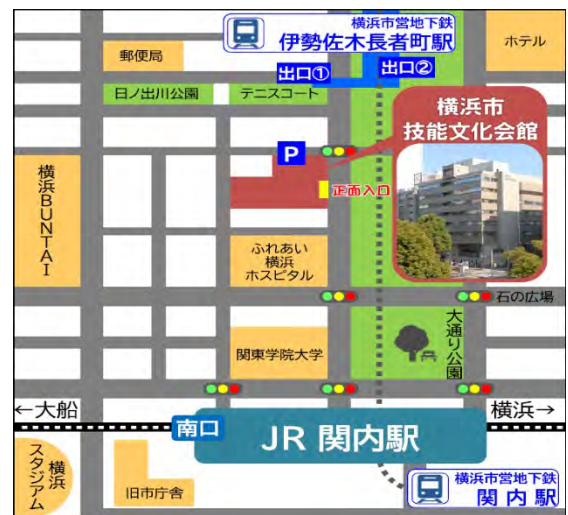 横浜市営地下鉄
伊勢佐木長者町駅
ホテル
郵便局
出口①
出口②
日ノ出川公園
テニスコート
横浜市
技能文化会館
P
正面入口
横浜BUNTAI
ふれあい
横浜
ホスピタル
石の広場
大通り公園
関東学院大学
←大船
横浜→
南口
JR 関内駅
横浜
スタジアム
旧市庁舎
横浜市営地下鉄
関内駅